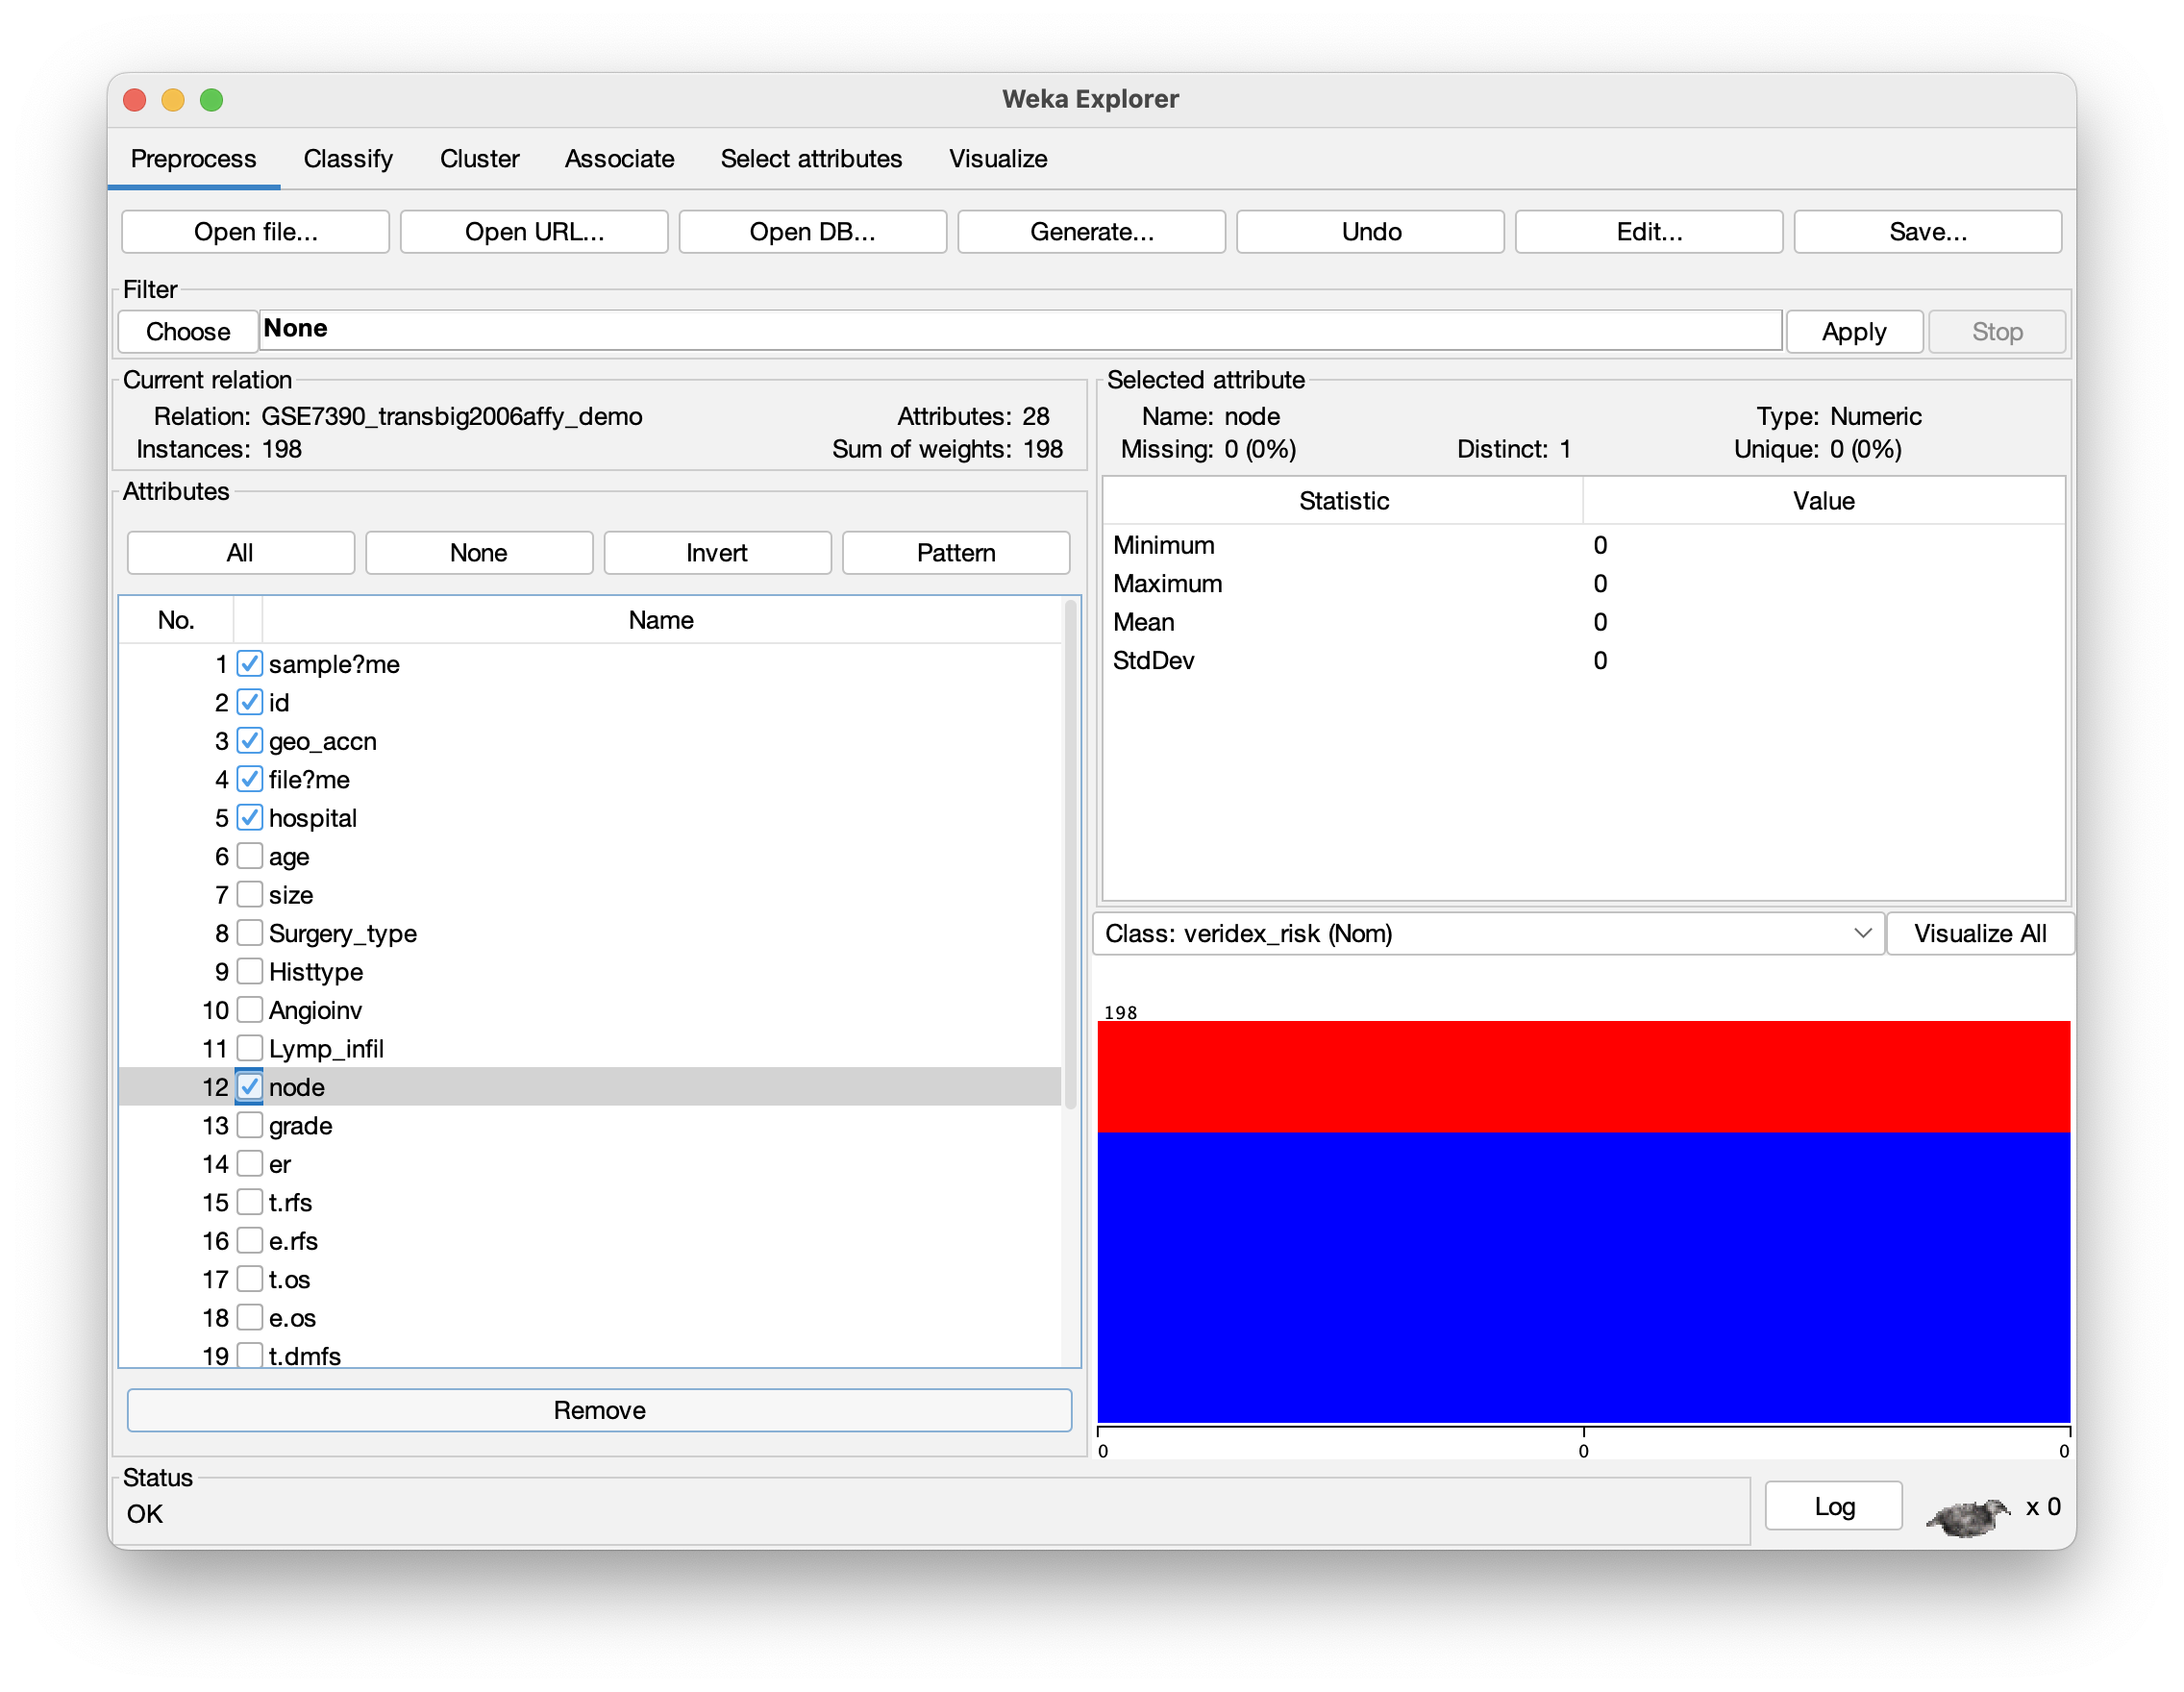 Weka Explorer
Preprocess Classify Cluster Associate Select attributes Visualize
Open file... Open URL... Open DB... Generate... Undo Edit... Save...
Filter
Choose None Apply Stop
Current relation
Relation: GSE7390_transbig2006affy_demo Attributes: 28
Instances: 198 Sum of weights: 198
Attributes
All None Invert Pattern
No. Name
1 sample?me
2 id
3 geo_accn
4 file?me
5 hospital
6 age
7 size
8 Surgery_type
9 Histtype
10 Angioinv
11 Lymp_infil
12 node
13 grade
14 er
15 t.rfs
16 e.rfs
17 t.os
18 e.os
19 t.dmfs
Remove
Selected attribute
Name: node Type: Numeric
Missing: 0 (0%) Distinct: 1 Unique: 0 (0%)
Statistic Value
Minimum 0
Maximum 0
Mean 0
StdDev 0
Class: veridex_risk (Nom) Visualize All
198
0 0 0
Status
OK
Log x 0